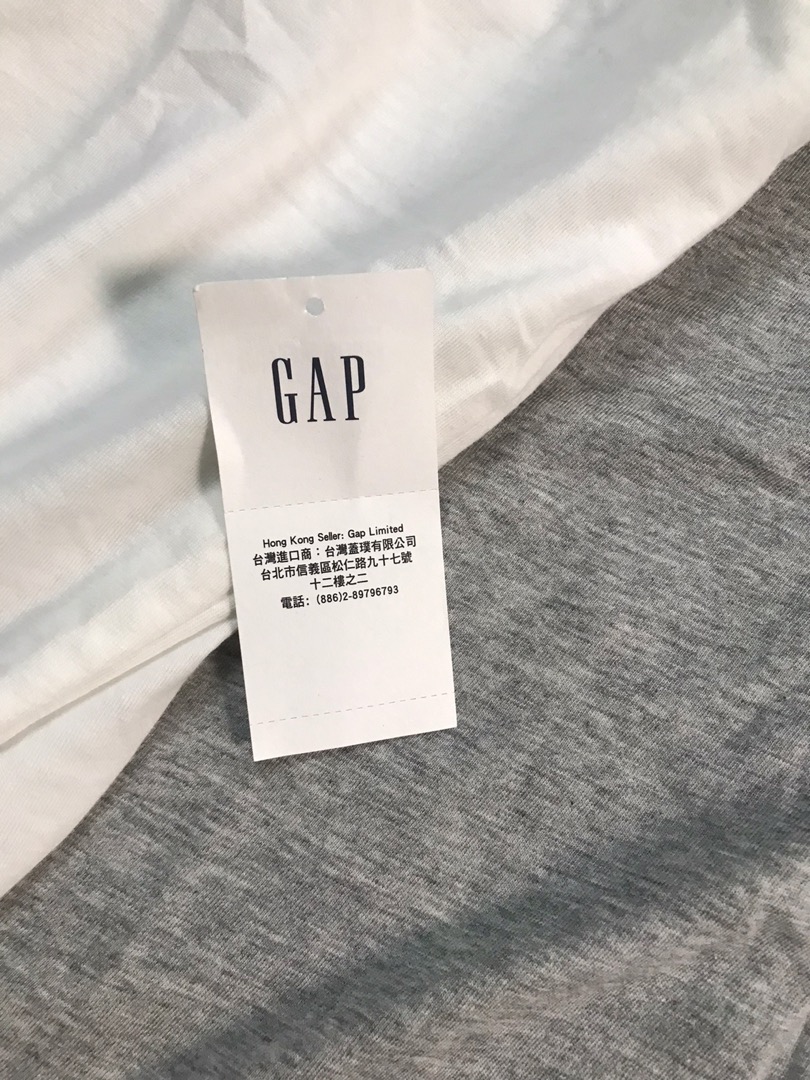 GAP
Hong Kong Seller: Gap Limited
台灣進口商：台灣蓋璞有限公司
台北市信義區松仁路九十七號
十二樓之二
電話: (886)2-89796793